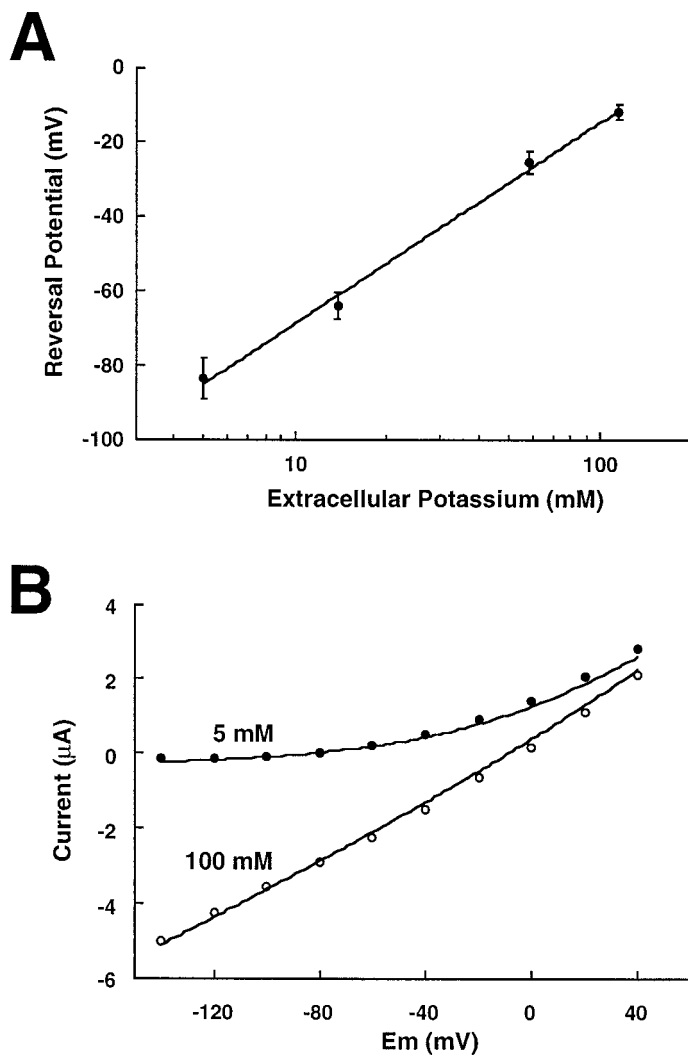 A
0
-20
-40
-60
-80
-100
Reversal Potential (mV)
10 100
Extracellular Potassium (mM)
B
4
2
0
-2
-4
-6
Current (μA)
5 mM
100 mM
-120 -80 -40 0 40
Em (mV)